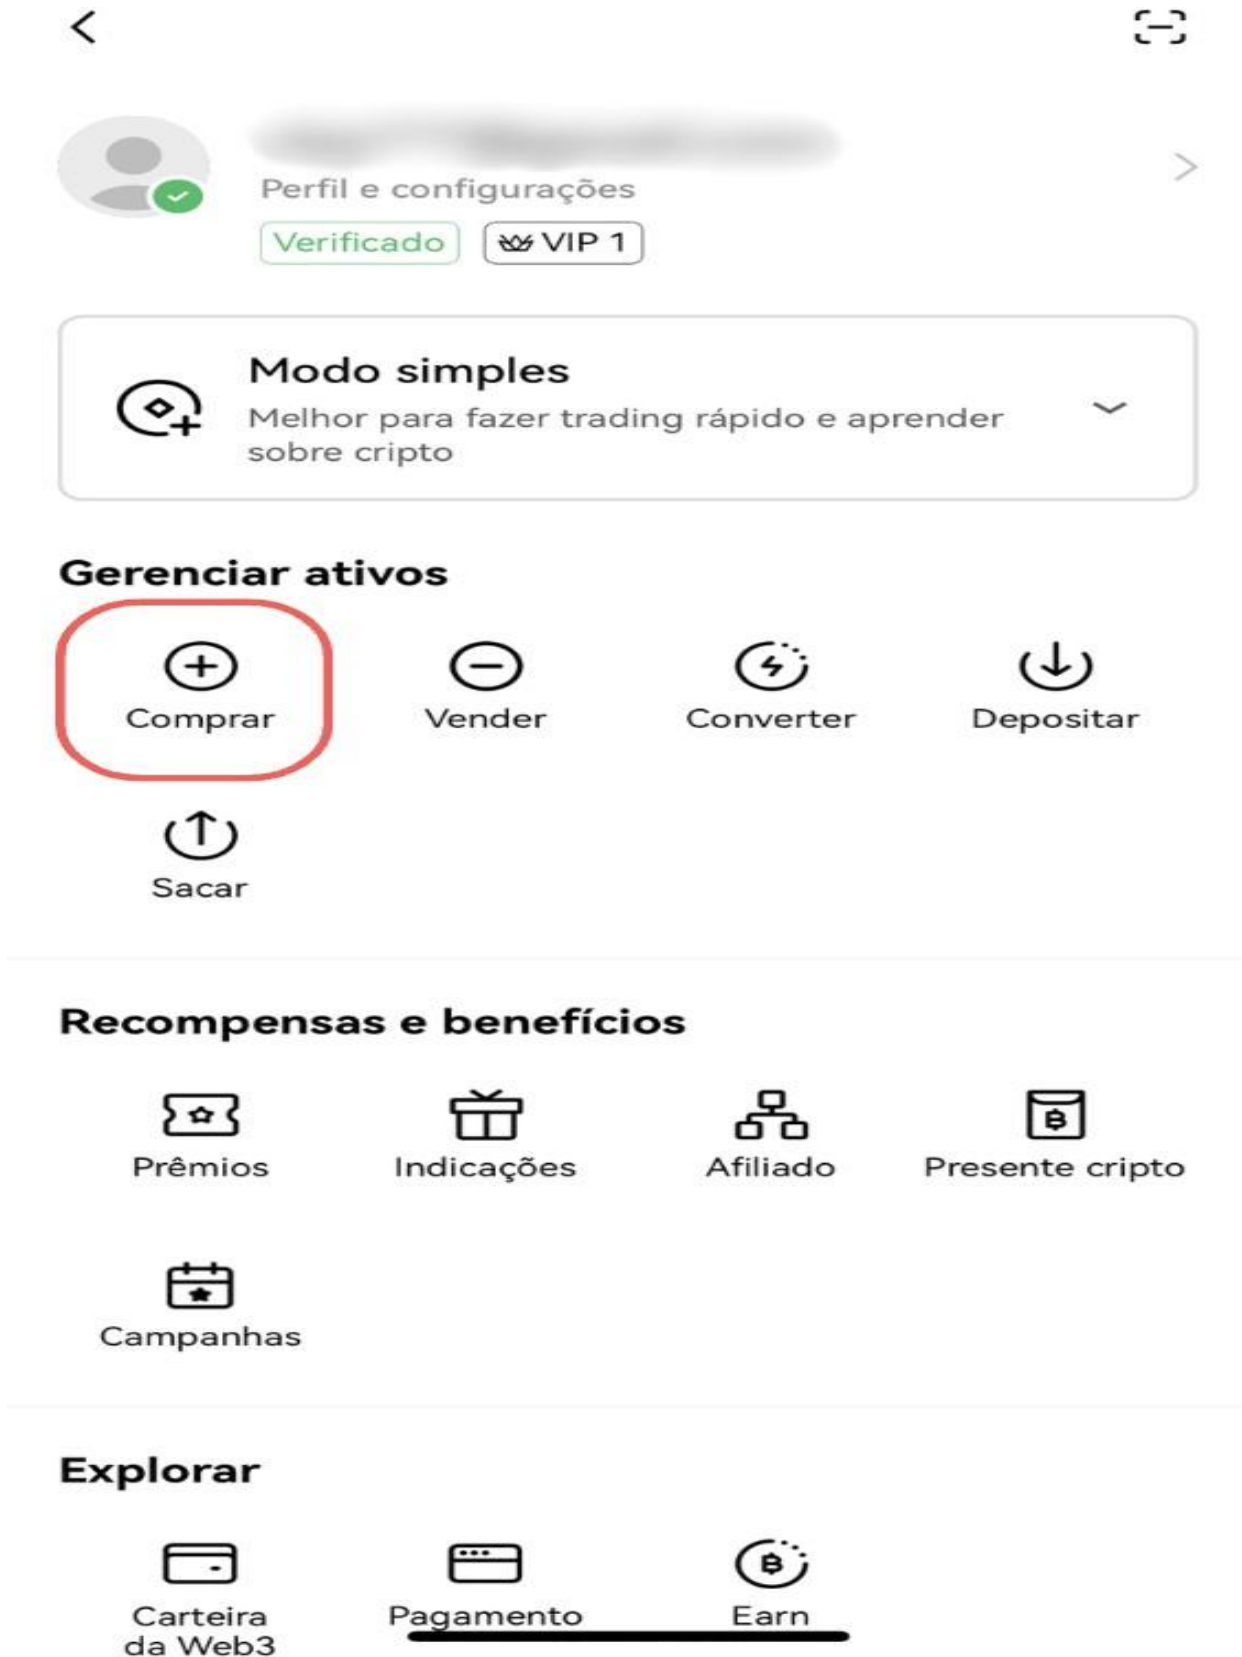 Perfil e configurações
Verificado
VIP 1
Modo simples
Melhor para fazer trading rápido e aprender
sobre cripto
Gerenciar ativos
Comprar
Vender
Converter
Depositar
Sacar
Recompensas e benefícios
Prêmios
Indicações
Afiliado
Presente cripto
Campanhas
Explorar
Carteira
da Web3
Pagamento
Earn